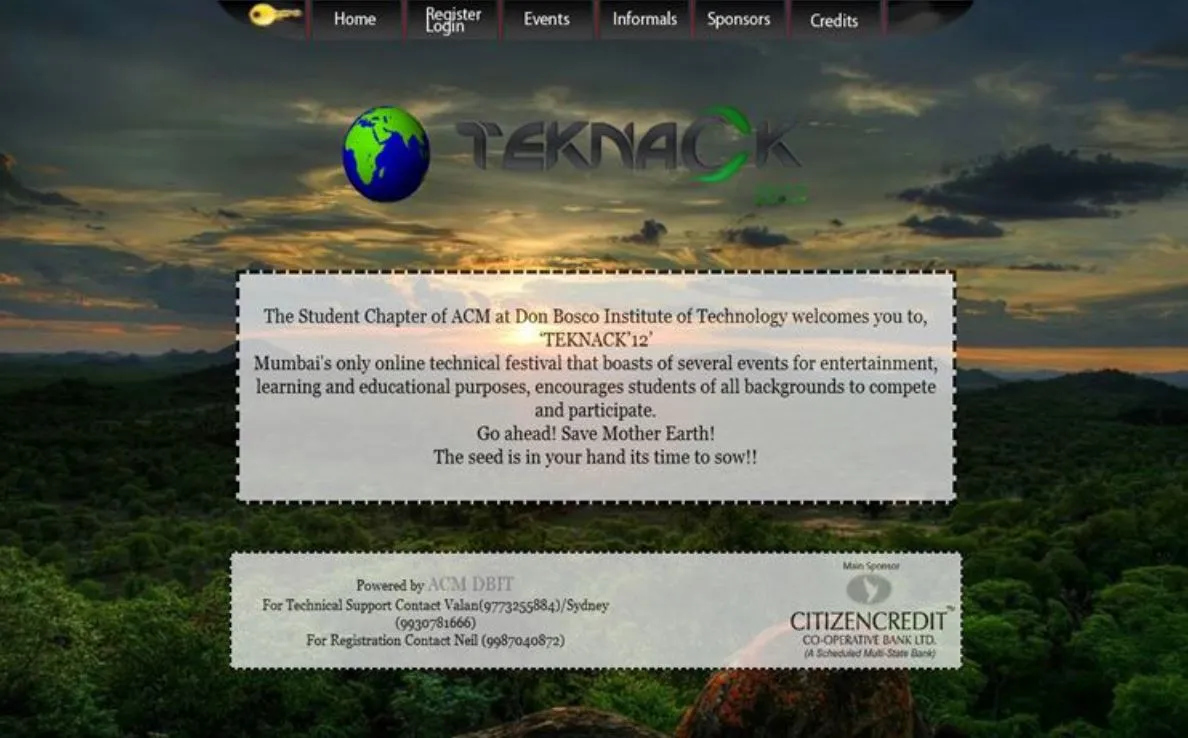 Home
Register
Login
Events
Informals
Sponsors
Credits
TEKNACK
The Student Chapter of ACM at Don Bosco Institute of Technology welcomes you to,
‘TEKNACK’12’
Mumbai's only online technical festival that boasts of several events for entertainment,
learning and educational purposes, encourages students of all backgrounds to compete
and participate.
Go ahead! Save Mother Earth!
The seed is in your hand its time to sow!!
Powered by ACM DBIT
For Technical Support Contact Valan(9773255884)/Sydney
(9930781666)
For Registration Contact Neil (9987040872)
Main Sponsor
CITIZENCREDIT™
CO-OPERATIVE BANK LTD.
(A Scheduled Multi-State Bank)